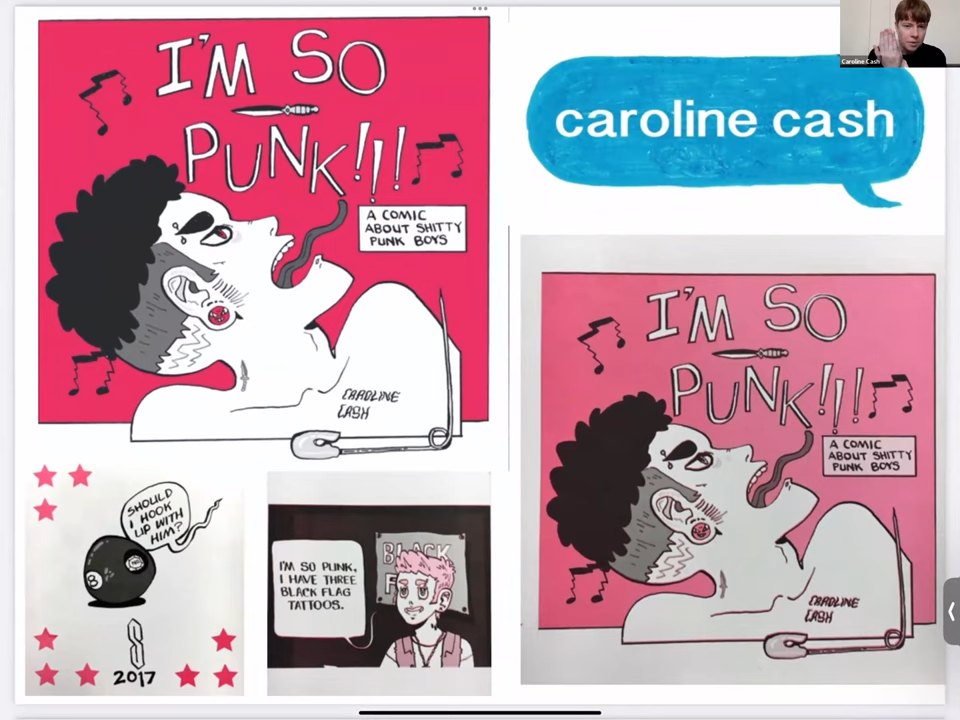 I'M SO
PUNK!!!
A COMIC
ABOUT SHITTY
PUNK BOYS
CAROLINE
CASH
caroline cash
Caroline Cash
I'M SO
PUNK!!!
A COMIC
ABOUT SHITTY
PUNK BOYS
CAROLINE
CASH
SHOULD
I HOOK
UP WITH
HIM?
8
2017
I'M SO PUNK,
I HAVE THREE
BLACK FLAG
TATTOOS.
BLACK
F